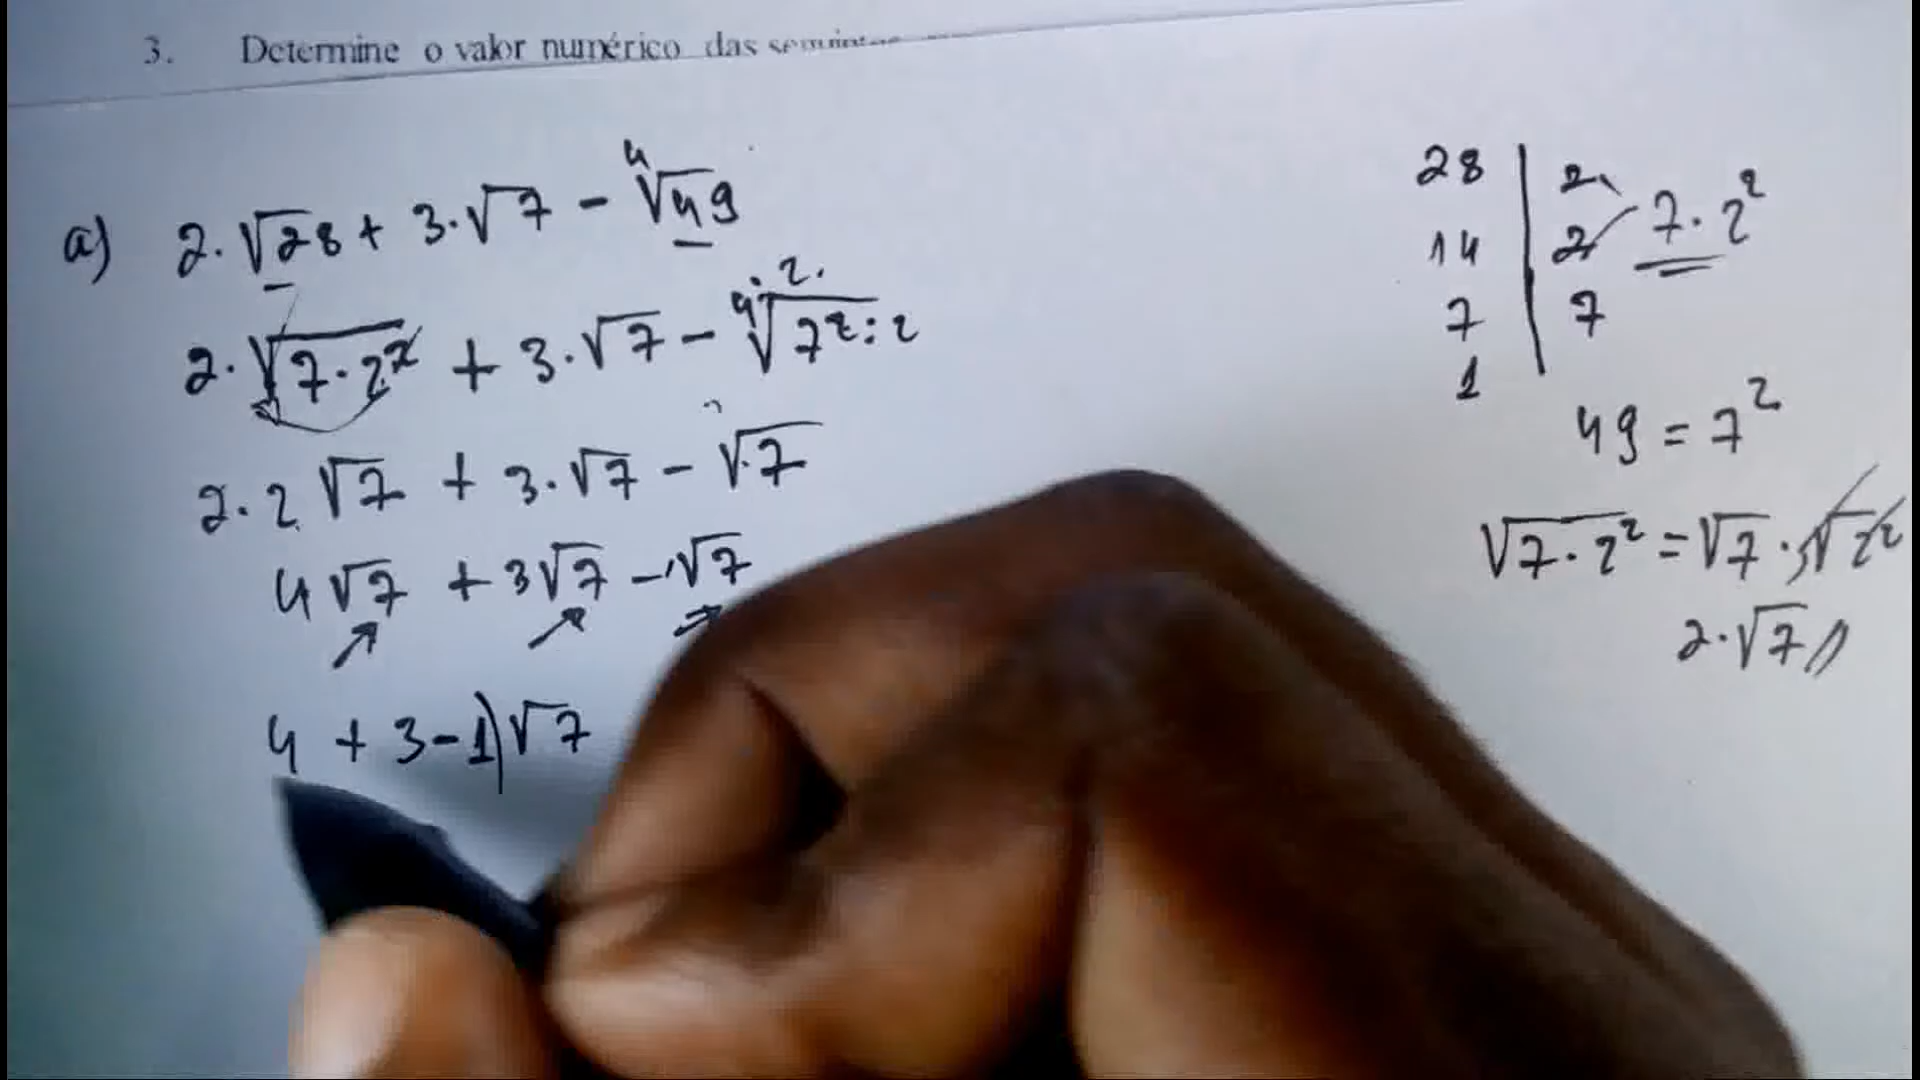 3. Determine o valor numérico das
a) 2·√28 + 3·√7 - ⁴√49
2·√7·2² + 3·√7 - ⁴:²√7²:²
2·2√7 + 3·√7 - √7
4√7 + 3√7 - 1√7
4 + 3 - 1)√7
28 | 2
14 | 2
7 | 7
1
7·2²
49 = 7²
√7·2² = √7·√2²
2·√7//